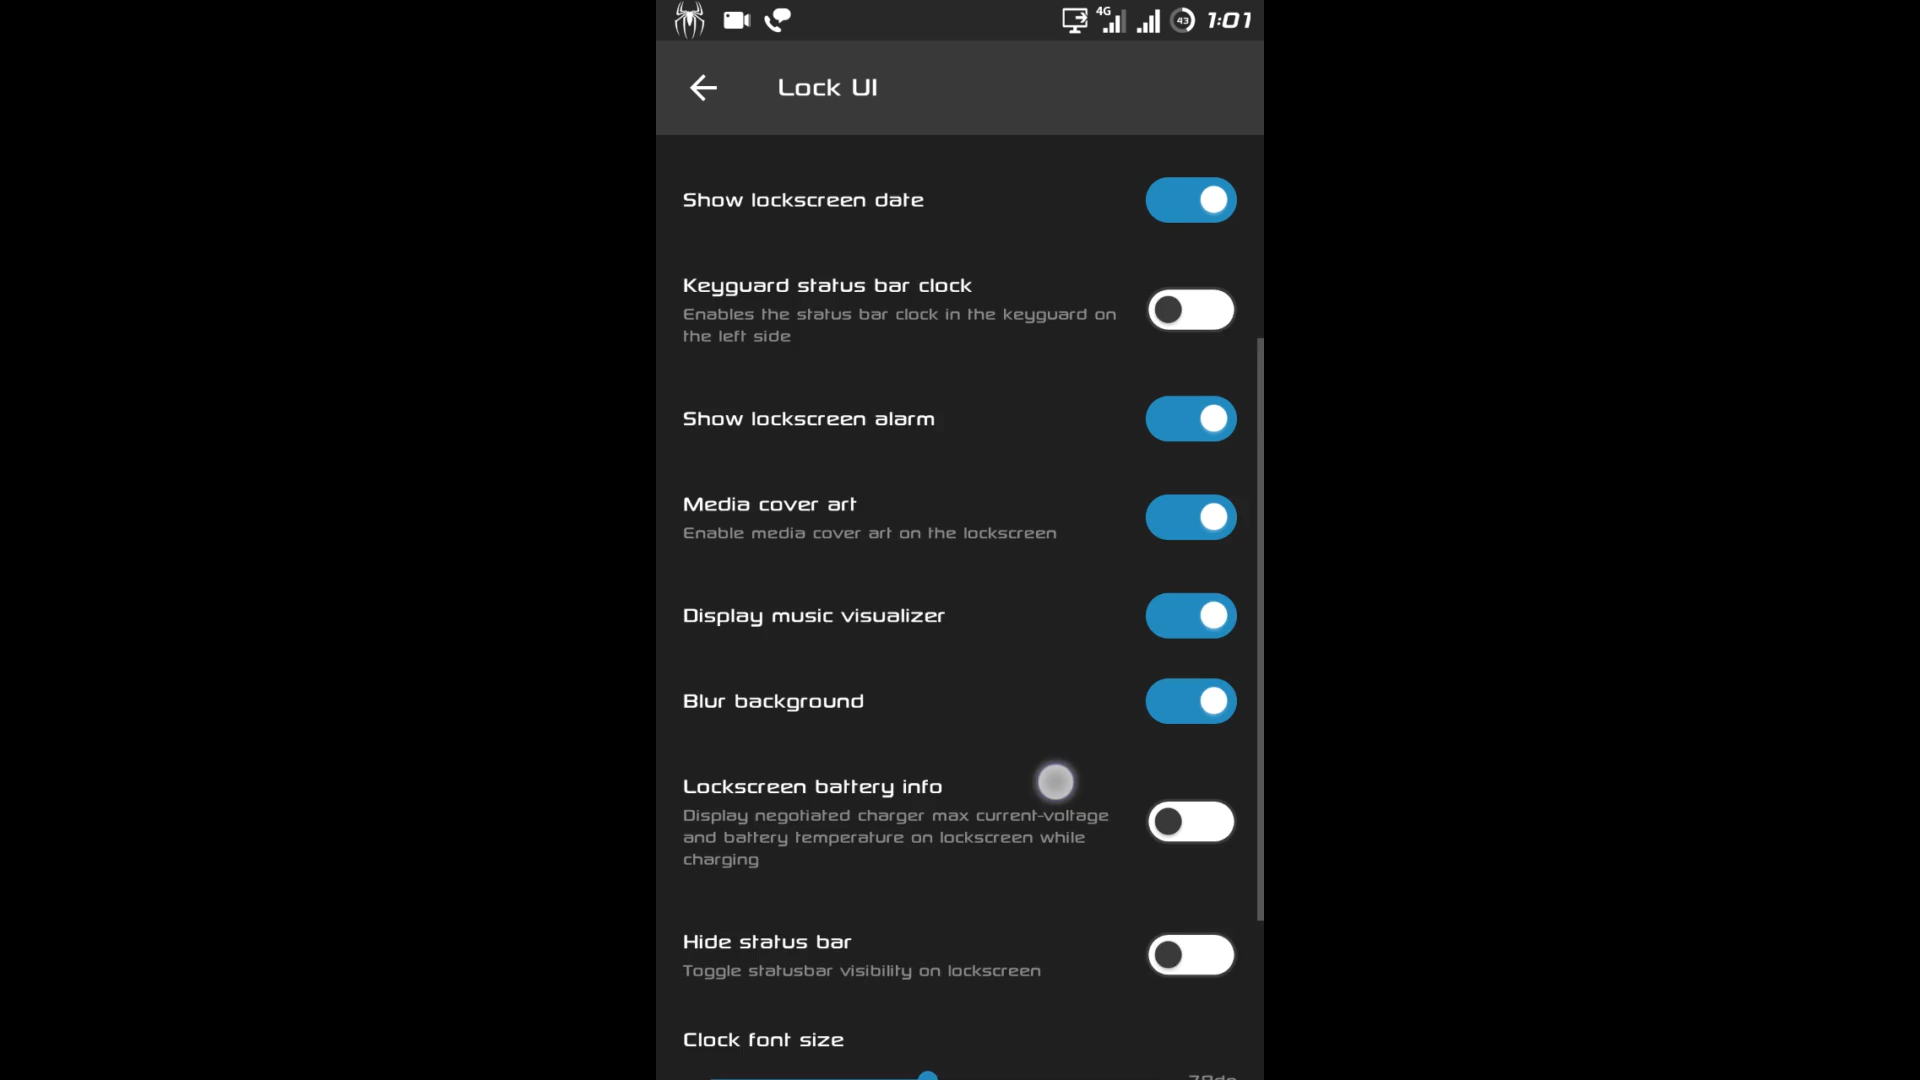 4G 43 1:01
Lock UI
Show lockscreen date
Keyguard status bar clock
Enables the status bar clock in the keyguard on
the left side
Show lockscreen alarm
Media cover art
Enable media cover art on the lockscreen
Display music visualizer
Blur background
Lockscreen battery info
Display negotiated charger max current-voltage
and battery temperature on lockscreen while
charging
Hide status bar
Toggle statusbar visibility on lockscreen
Clock font size